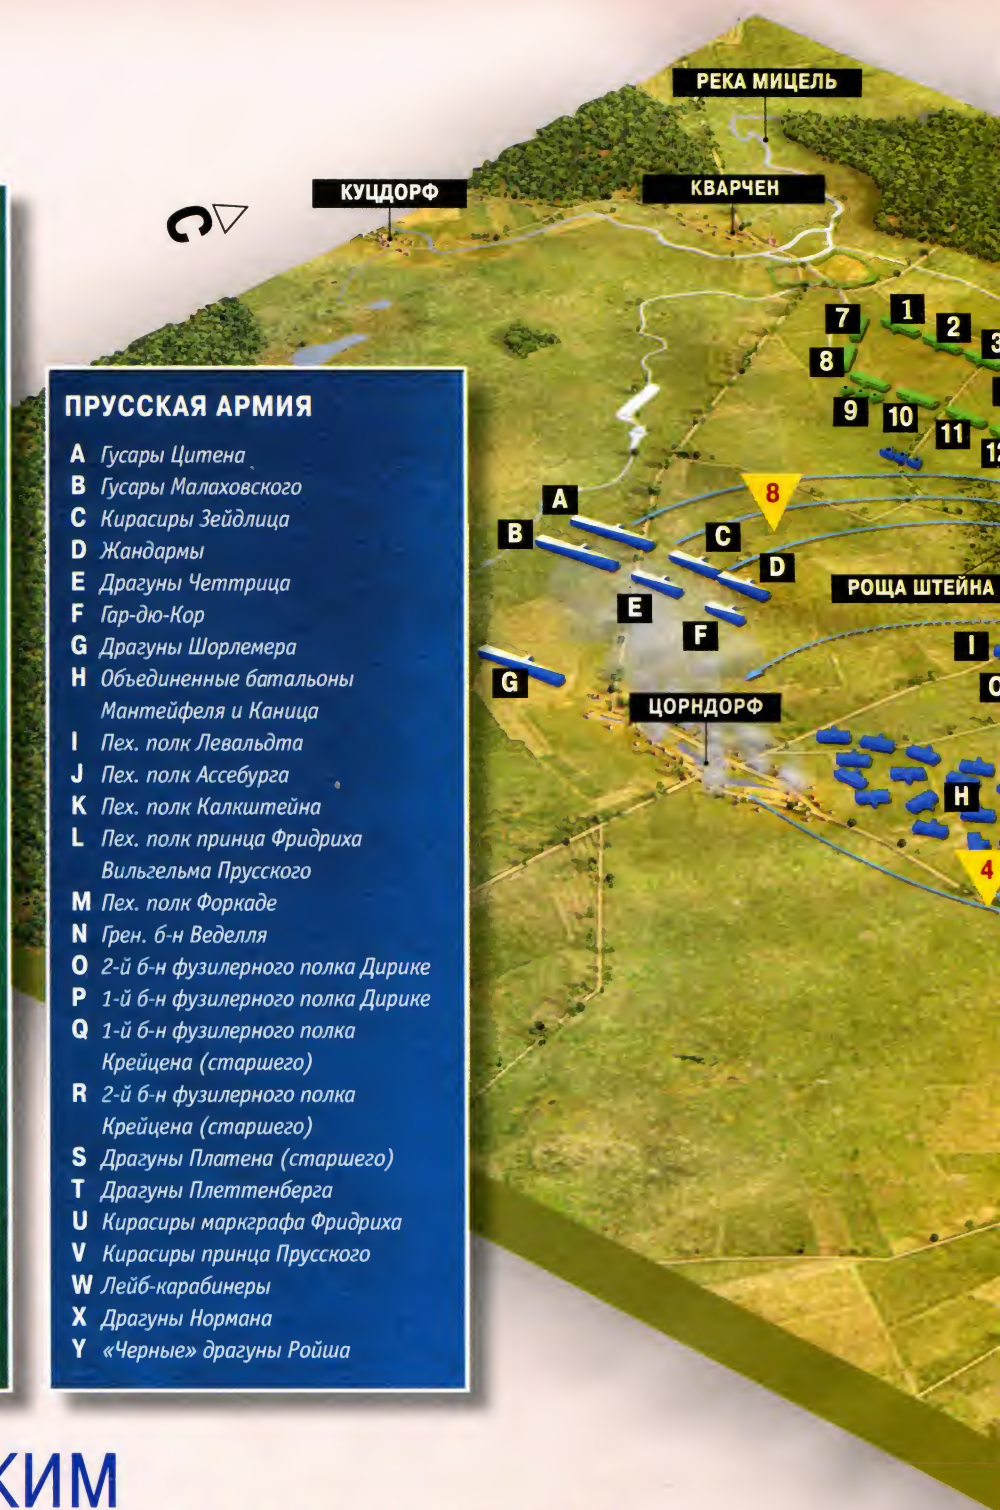 РЕКА МИЦЕЛЬ
КУЦДОРФ
КВАРЧЕН
С
7
1
2
3
8
9
10
11
12
ПРУССКАЯ АРМИЯ
A Гусары Цитена
B Гусары Малаховского
C Кирасиры Зейдлица
D Жандармы
E Драгуны Четтрица
F Гар-дю-Кор
G Драгуны Шорлемера
H Объединенные батальоны
Мантейфеля и Каница
I Пех. полк Левальдта
J Пех. полк Ассебурга
K Пех. полк Калкштейна
L Пех. полк принца Фридриха
Вильгельма Прусского
M Пех. полк Форкаде
N Грен. б-н Веделля
O 2-й б-н фузилерного полка Дирике
P 1-й б-н фузилерного полка Дирике
Q 1-й б-н фузилерного полка
Крейцена (старшего)
R 2-й б-н фузилерного полка
Крейцена (старшего)
S Драгуны Платена (старшего)
T Драгуны Плеттенберга
U Кирасиры маркграфа Фридриха
V Кирасиры принца Прусского
W Лейб-карабинеры
X Драгуны Нормана
Y «Черные» драгуны Ройша
8
A
B
C
D
E
F
РОЩА ШТЕЙНА
I
G
ЦОРНДОРФ
H
4
КИМ